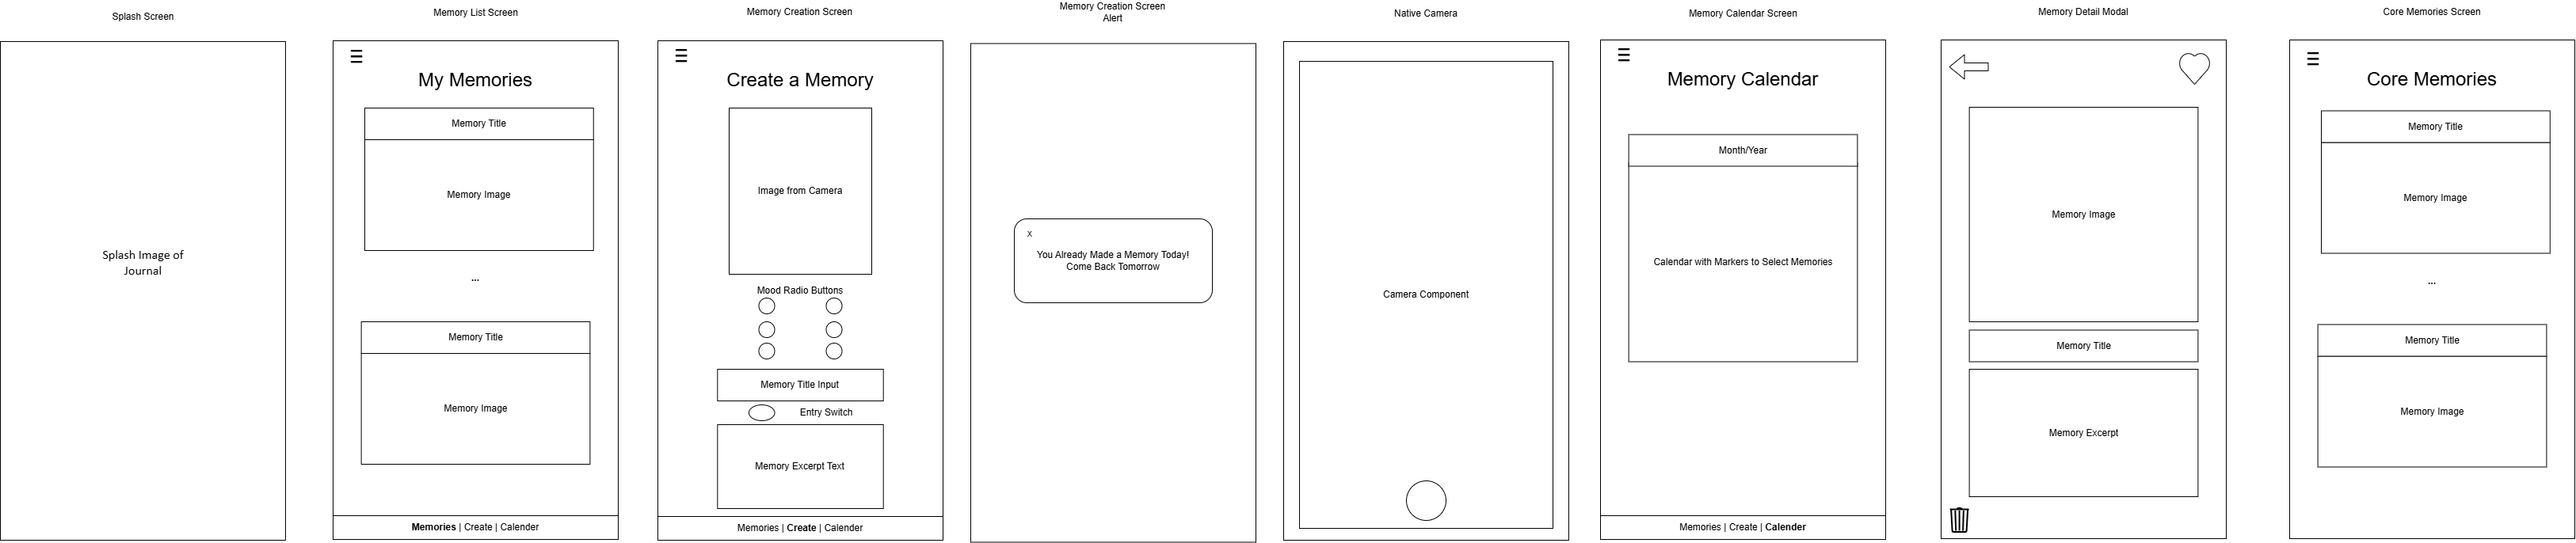 Splash Screen
Splash Image of
Journal
Memory List Screen
My Memories
Memory Title
Memory Image
...
Memory Title
Memory Image
Memories | Create | Calender
Memory Creation Screen
Create a Memory
Image from Camera
Mood Radio Buttons
Memory Title Input
Entry Switch
Memory Excerpt Text
Memories | Create | Calender
Memory Creation Screen
Alert
x
You Already Made a Memory Today!
Come Back Tomorrow
Native Camera
Camera Component
Memory Calendar Screen
Memory Calendar
Month/Year
Calendar with Markers to Select Memories
Memories | Create | Calender
Memory Detail Modal
Memory Image
Memory Title
Memory Excerpt
Core Memories Screen
Core Memories
Memory Title
Memory Image
...
Memory Title
Memory Image